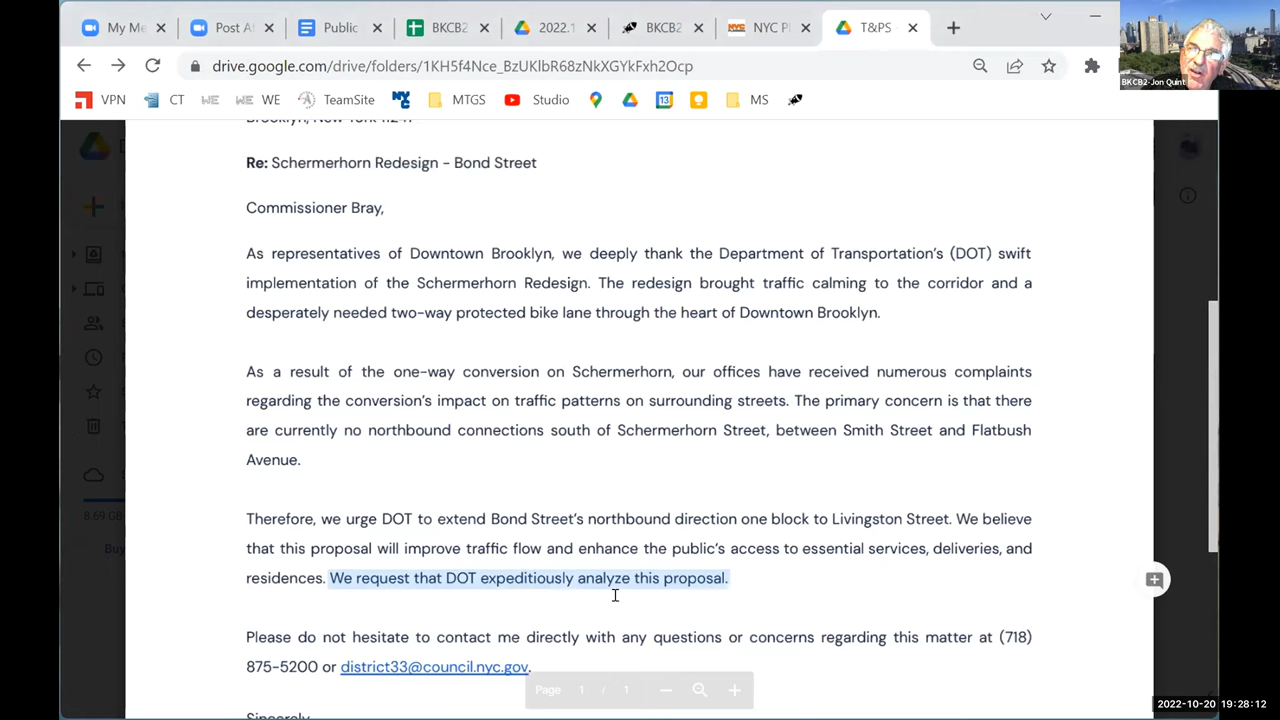 My M
Post A
Public
BKCB2
2022.1
BKCB2
NYC P
T&PS
drive.google.com/drive/folders/
VPN
CT
WE
WE
TeamSite
NYC
MTGS
Studio
13
MS
BKCB2-Jon Quint
Re: Schermerhorn Redesign - Bond Street
Commissioner Bray,
As representatives of Downtown Brooklyn, we deeply thank the Department of Transportation's (DOT) swift
implementation of the Schermerhorn Redesign. The redesign brought traffic calming to the corridor and a
desperately needed two-way protected bike lane through the heart of Downtown Brooklyn.
As a result of the one-way conversion on Schermerhorn, our offices have received numerous complaints
regarding the conversion's impact on traffic patterns on surrounding streets. The primary concern is that there
are currently no northbound connections south of Schermerhorn Street, between Smith Street and Flatbush
Avenue.
Therefore, we urge DOT to extend Bond Street's northbound direction one block to Livingston Street. We believe
that this proposal will improve traffic flow and enhance the public's access to essential services, deliveries, and
residences. We request that DOT expeditiously analyze this proposal.
Please do not hesitate to contact me directly with any questions or concerns regarding this matter at (718)
875-5200 or district33@council.nyc.gov.
Page 1 / 1
8.69 GB
Buy
2022-10-20 19:28:12